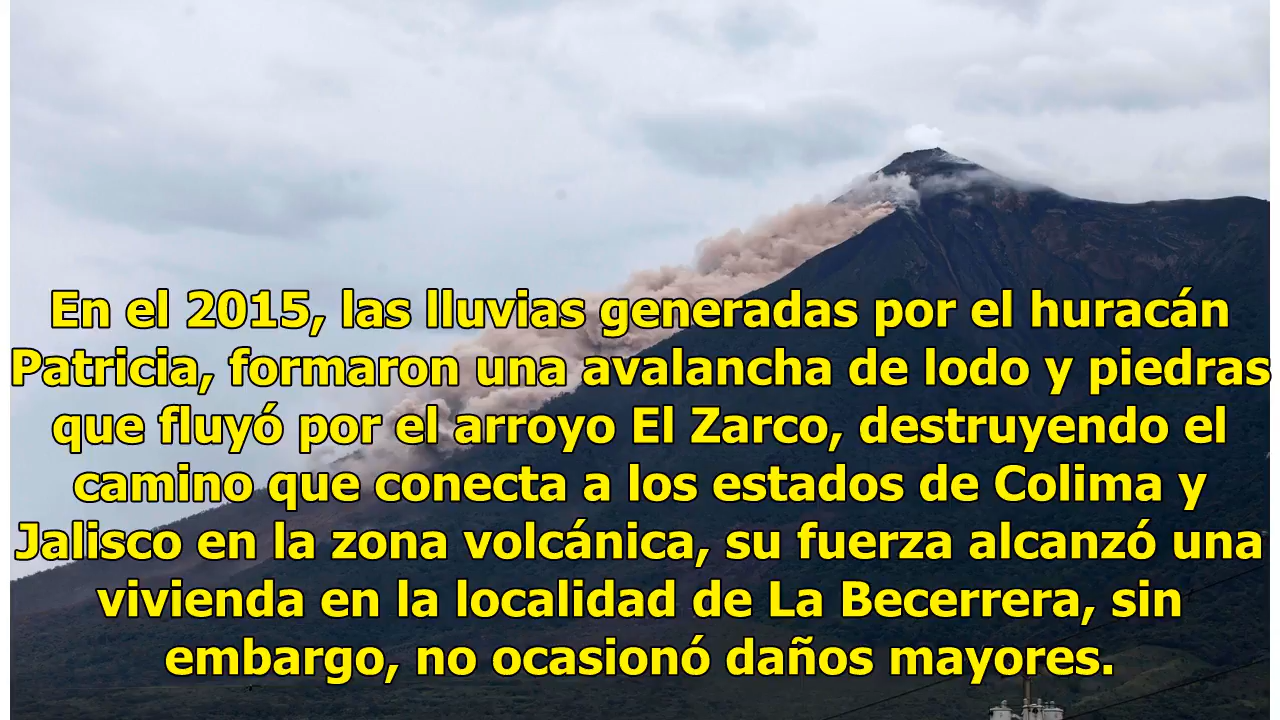 En el 2015, las lluvias generadas por el huracán
Patricia, formaron una avalancha de lodo y piedras
que fluyó por el arroyo El Zarco, destruyendo el
camino que conecta a los estados de Colima y
Jalisco en la zona volcánica, su fuerza alcanzó una
vivienda en la localidad de La Becerrera, sin
embargo, no ocasionó daños mayores.